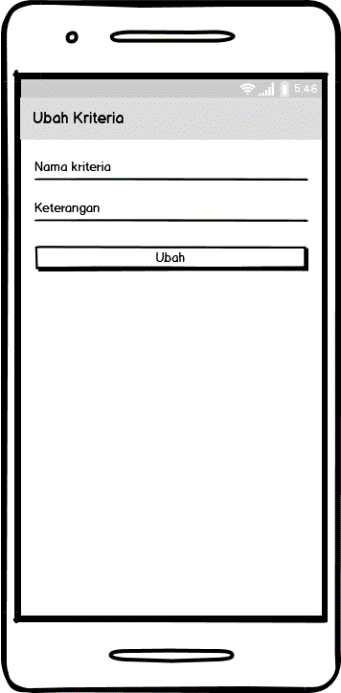 5:46
Ubah Kriteria
Nama kriteria
Keterangan
Ubah